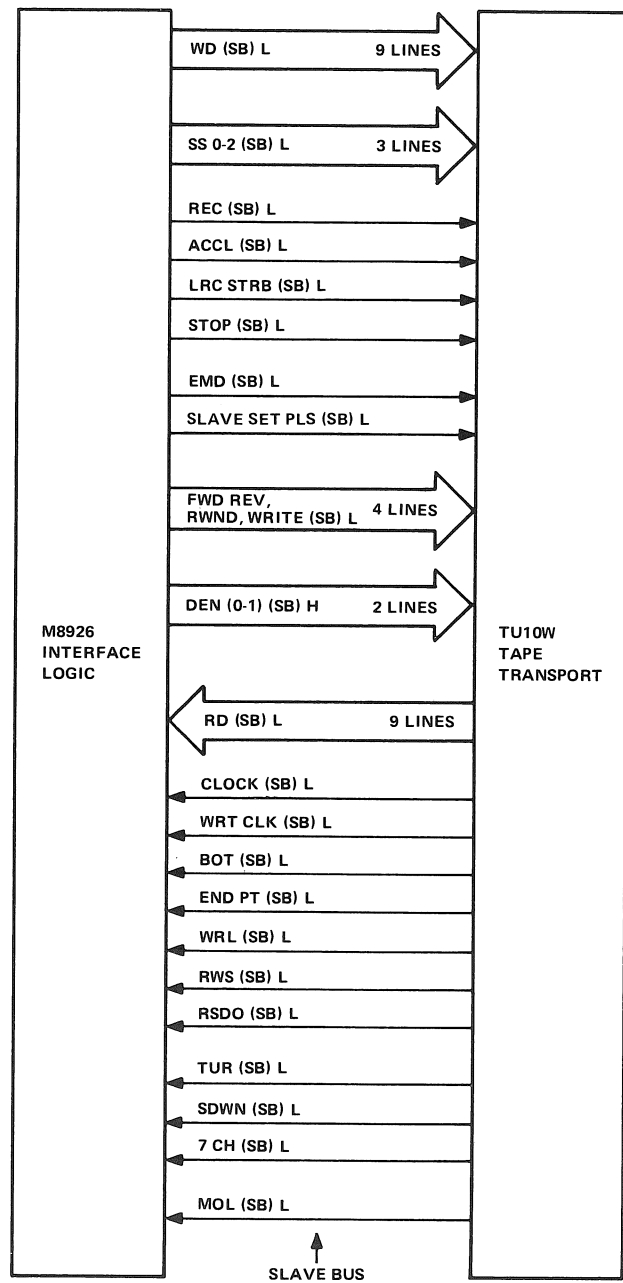 WD (SB) L 9 LINES
SS 0-2 (SB) L 3 LINES
REC (SB) L
ACCL (SB) L
LRC STRB (SB) L
STOP (SB) L
EMD (SB) L
SLAVE SET PLS (SB) L
FWD REV,
RWND, WRITE (SB) L 4 LINES
DEN (0-1) (SB) H 2 LINES
M8926
INTERFACE
LOGIC
TU10W
TAPE
TRANSPORT
RD (SB) L 9 LINES
CLOCK (SB) L
WRT CLK (SB) L
BOT (SB) L
END PT (SB) L
WRL (SB) L
RWS (SB) L
RSDO (SB) L
TUR (SB) L
SDWN (SB) L
7 CH (SB) L
MOL (SB) L
SLAVE BUS